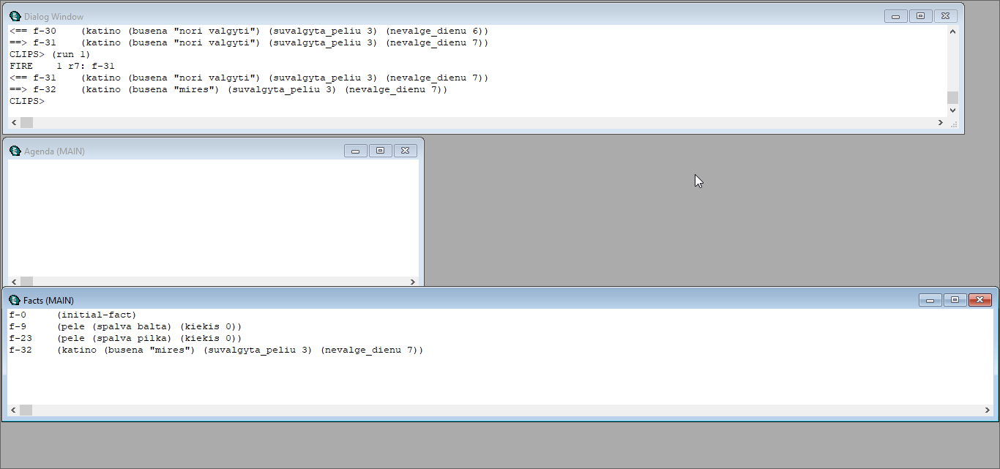 Dialog Window
<== f-30    (katino (busena "nori valgyti") (suvalgyta_peliu 3) (nevalge_dienu 6))
==> f-31    (katino (busena "nori valgyti") (suvalgyta_peliu 3) (nevalge_dienu 7))
CLIPS> (run 1)
FIRE    1 r7: f-31
<== f-31    (katino (busena "nori valgyti") (suvalgyta_peliu 3) (nevalge_dienu 7))
==> f-32    (katino (busena "mires") (suvalgyta_peliu 3) (nevalge_dienu 7))
CLIPS>
Agenda (MAIN)
Facts (MAIN)
f-0     (initial-fact)
f-9     (pele (spalva balta) (kiekis 0))
f-23    (pele (spalva pilka) (kiekis 0))
f-32    (katino (busena "mires") (suvalgyta_peliu 3) (nevalge_dienu 7))